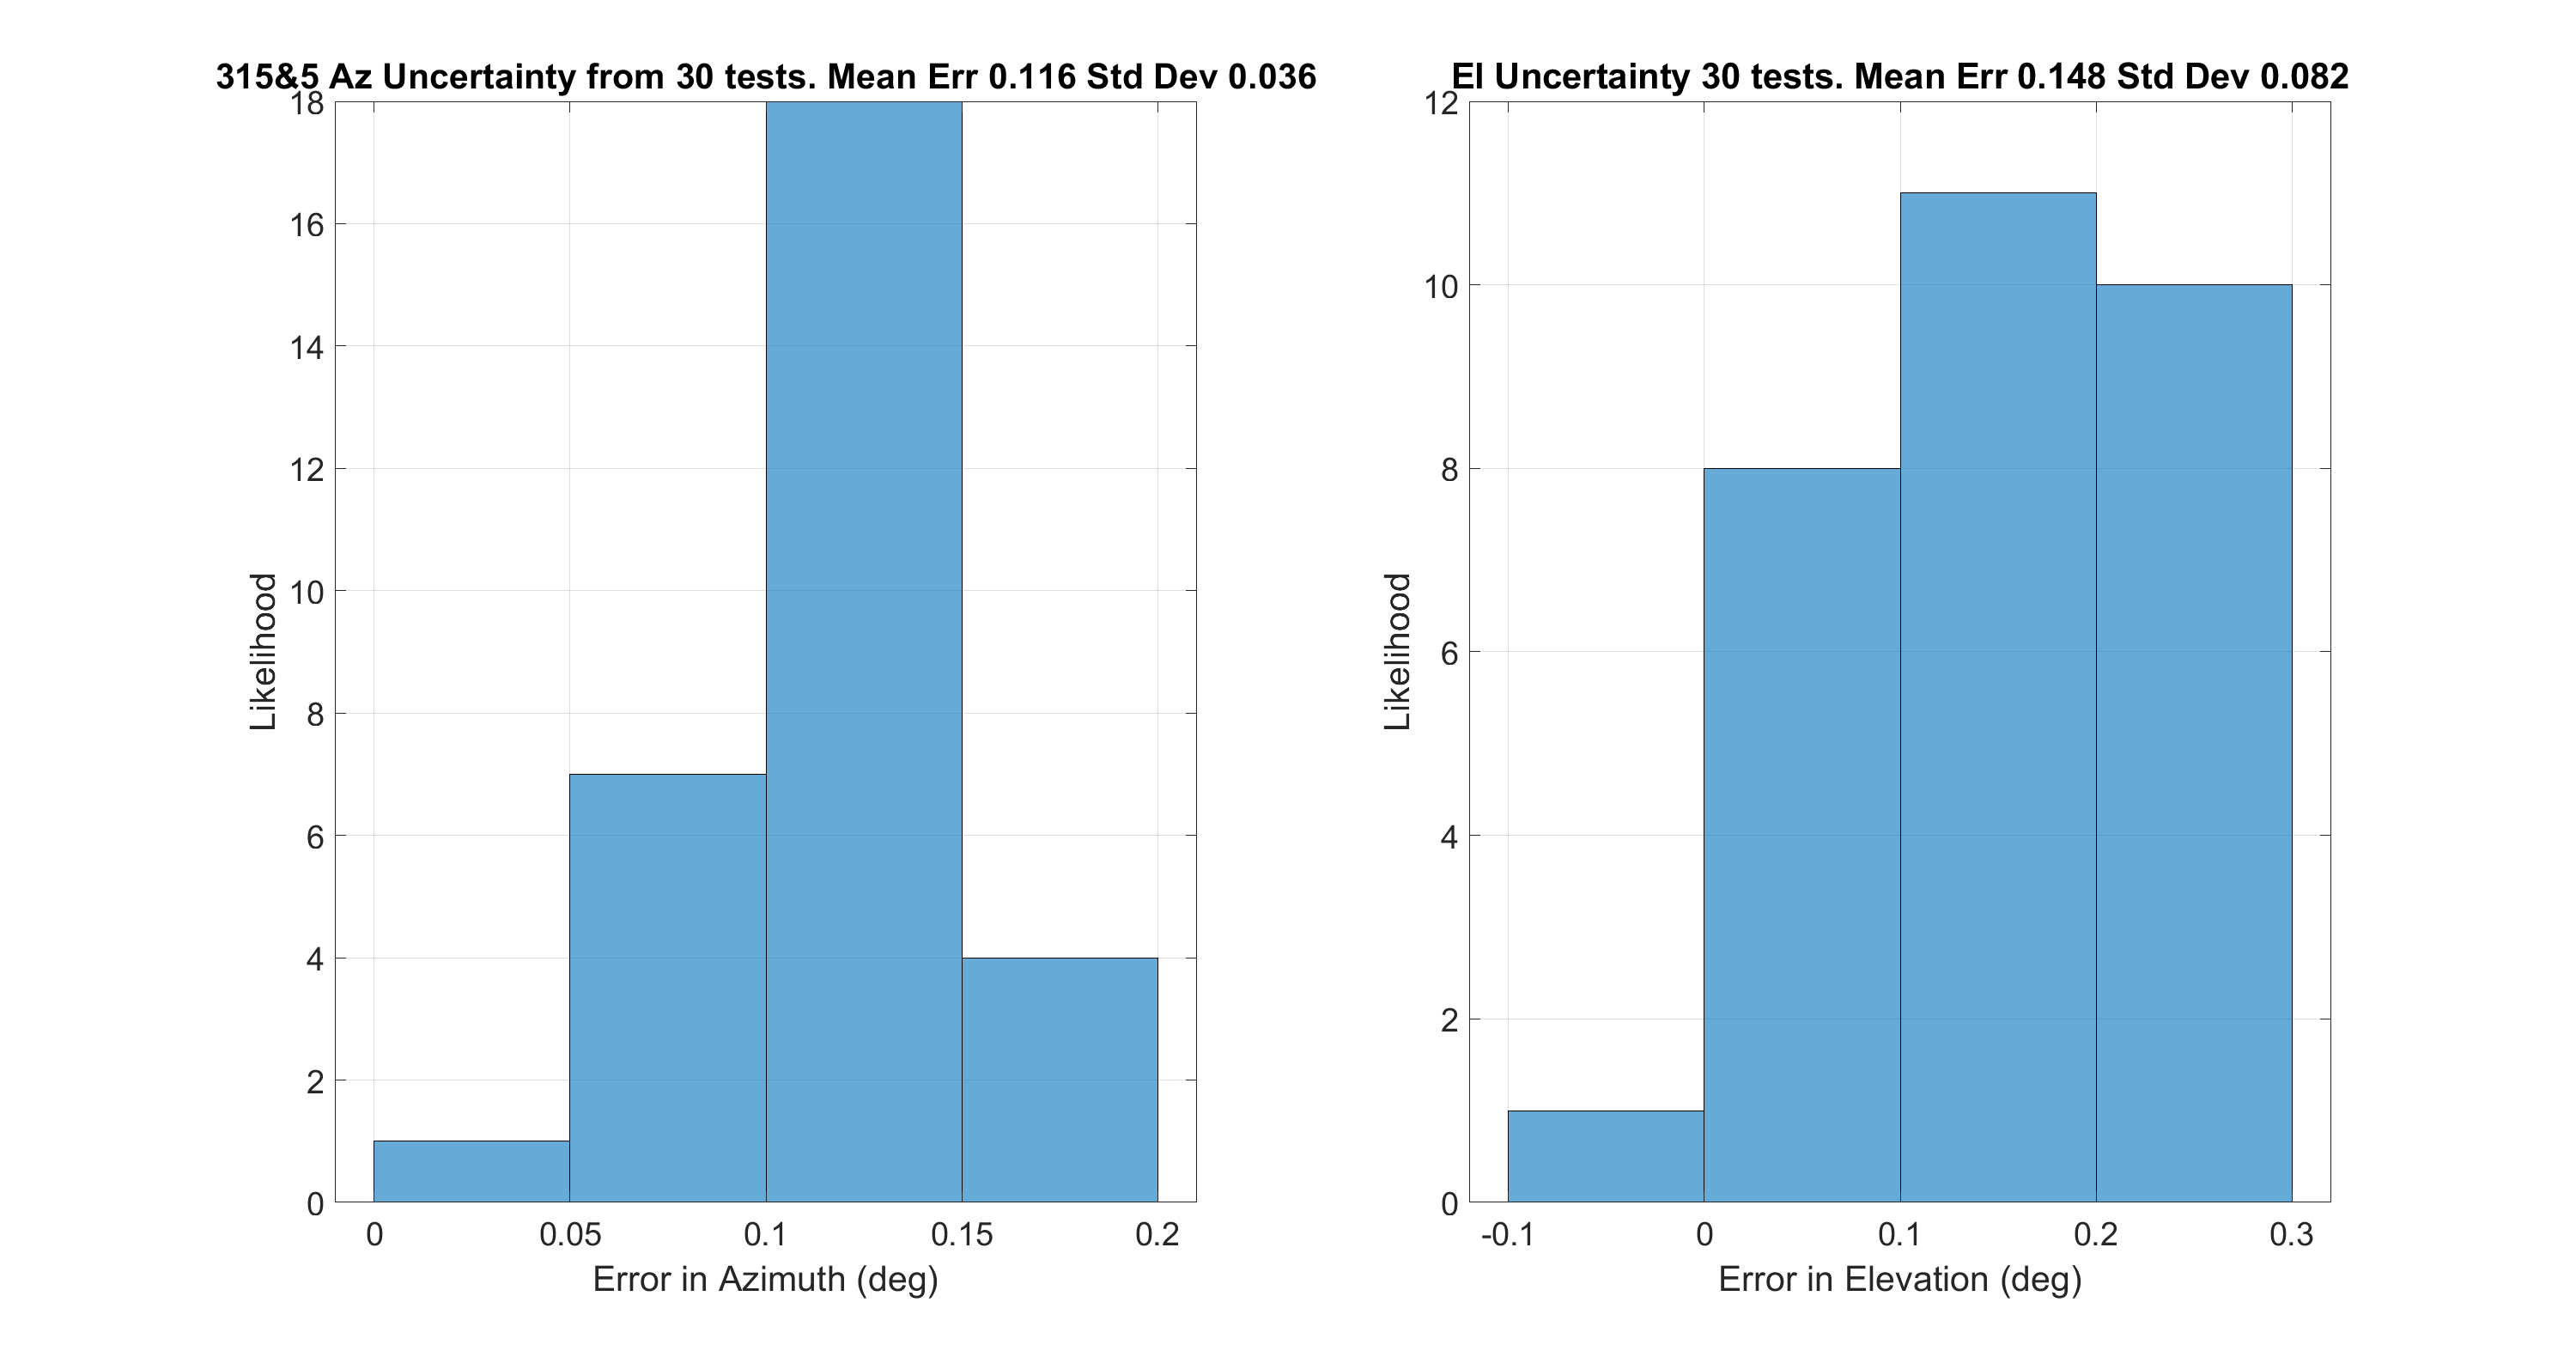 315&5 Az Uncertainty from 30 tests. Mean Err 0.116 Std Dev 0.036
18
16
14
12
10
8
6
4
2
0
Likelihood
0 0.05 0.1 0.15 0.2
Error in Azimuth (deg)
El Uncertainty 30 tests. Mean Err 0.148 Std Dev 0.082
12
10
8
6
4
2
0
Likelihood
-0.1 0 0.1 0.2 0.3
Error in Elevation (deg)